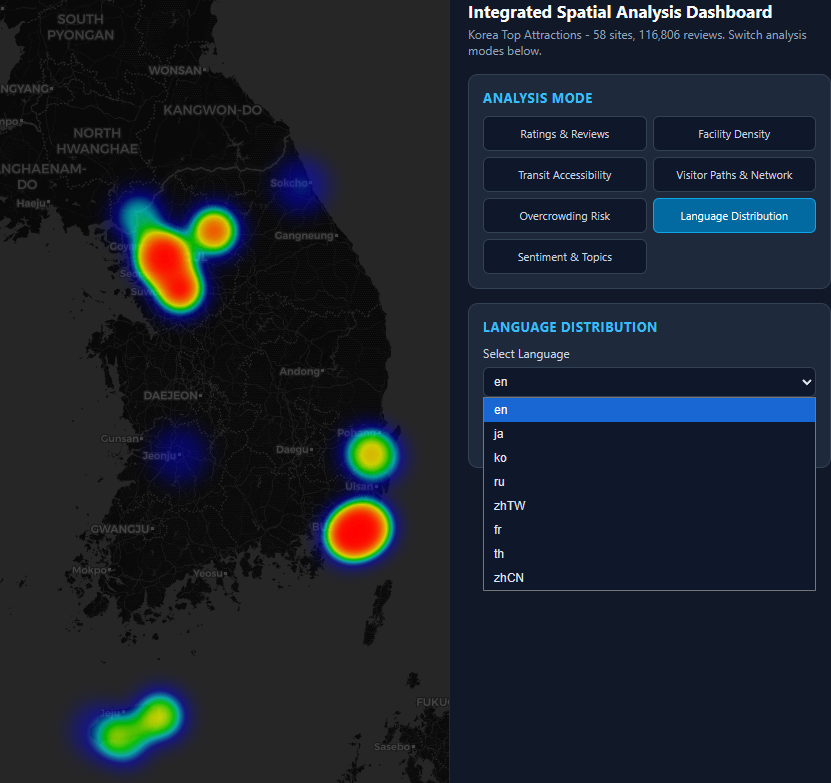 SOUTH
PYONGAN
WONSAN
NGYANG
KANGWON-DO
mpo
NORTH
HWANGHAE
ANGHAENAM-
DO
Haeju
Sokcho
Gangneung
Andong
DAEJEON
Gunsan
Jeonju
Daegu
Pohang
Ulsan
GWANGJU
Mokpo
Yeosu
Jeju
FUKU
Sasebo
Integrated Spatial Analysis Dashboard
Korea Top Attractions - 58 sites, 116,806 reviews. Switch analysis
modes below.
ANALYSIS MODE
Ratings & Reviews
Facility Density
Transit Accessibility
Visitor Paths & Network
Overcrowding Risk
Language Distribution
Sentiment & Topics
LANGUAGE DISTRIBUTION
Select Language
en
en
ja
ko
ru
zhTW
fr
th
zhCN